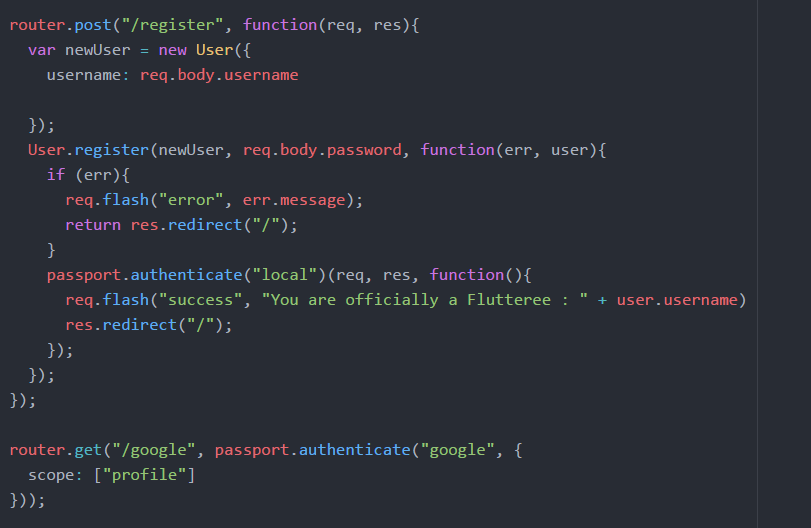 router.post("/register", function(req, res){
  var newUser = new User({
    username: req.body.username

  });
  User.register(newUser, req.body.password, function(err, user){
    if (err){
      req.flash("error", err.message);
      return res.redirect("/");
    }
    passport.authenticate("local")(req, res, function(){
      req.flash("success", "You are officially a Flutteree : " + user.username)
      res.redirect("/");
    });
  });
});

router.get("/google", passport.authenticate("google", {
  scope: ["profile"]
}));